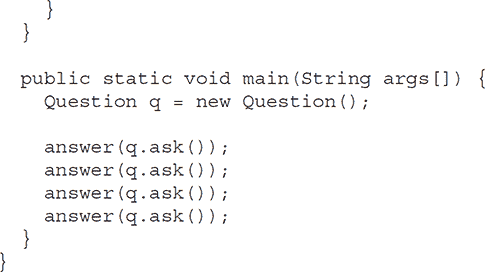 }
}
public static void main(String args[]) {
Question q = new Question();
answer(q.ask());
answer(q.ask());
answer(q.ask());
answer(q.ask());
}
}